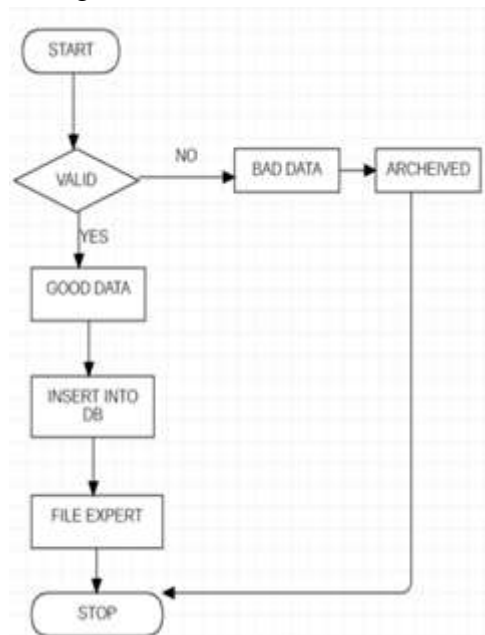 START
NO
VALID
BAD DATA
ARCHEIVED
YES
GOOD DATA
INSERT INTO
DB
FILE EXPERT
STOP